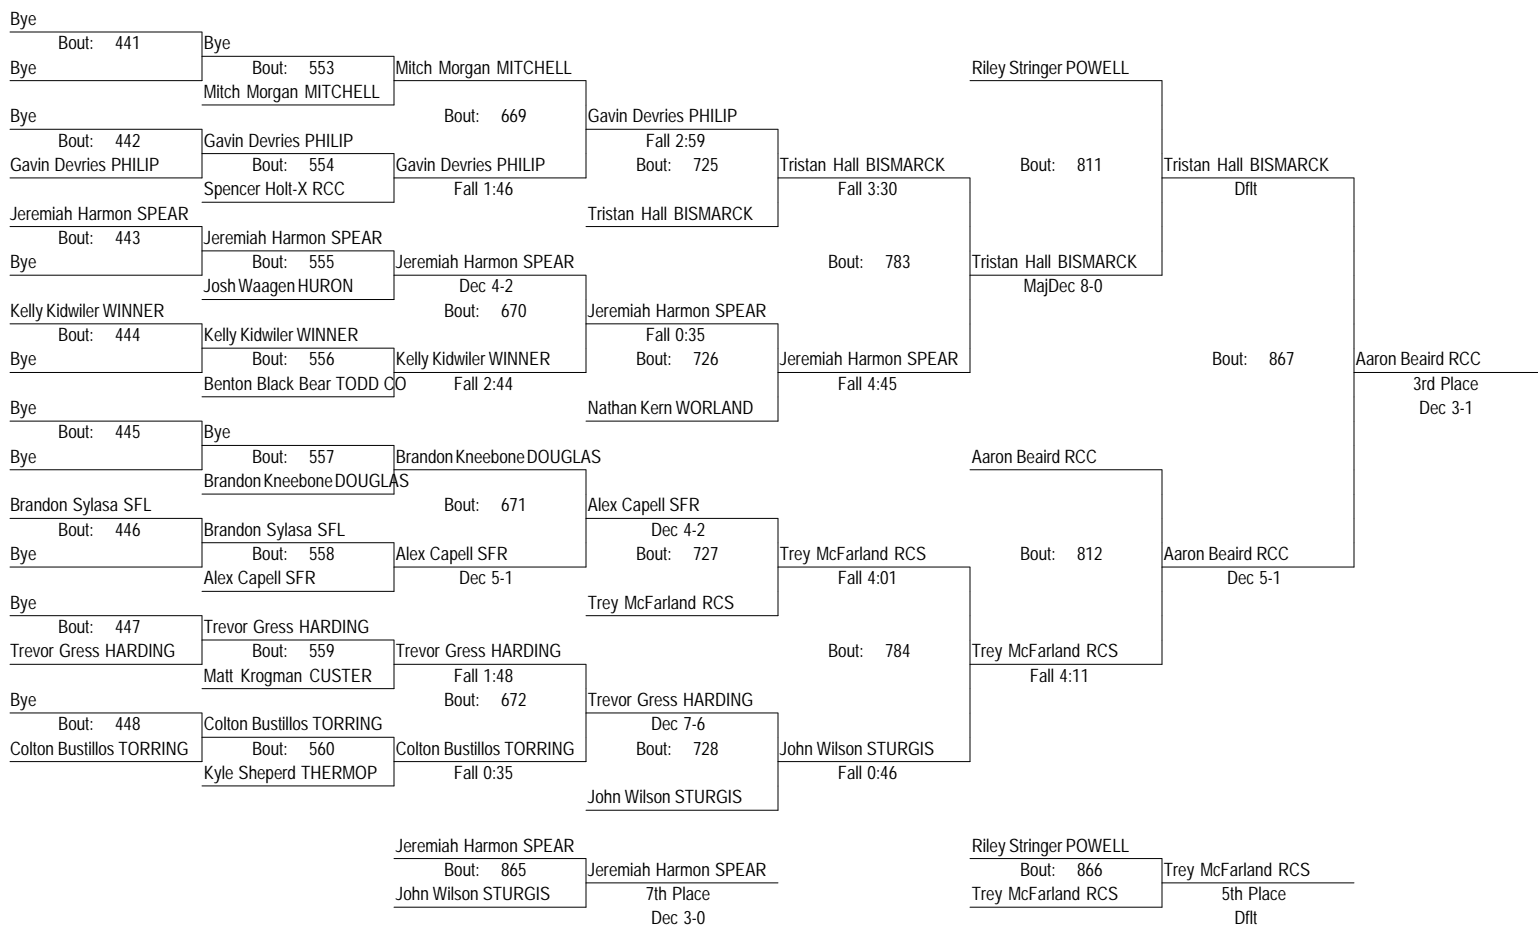 Bye
Bout: 441 Bye
Bye Bout: 553 Mitch Morgan MITCHELL Riley Stringer POWELL
Mitch Morgan MITCHELL
Bye Bout: 669 Gavin Devries PHILIP
Bout: 442 Gavin Devries PHILIP Fall 2:59
Gavin Devries PHILIP Bout: 554 Gavin Devries PHILIP Bout: 725 Tristan Hall BISMARCK Bout: 811 Tristan Hall BISMARCK
Spencer Holt-X RCC Fall 1:46 Fall 3:30 Dflt
Jeremiah Harmon SPEAR Tristan Hall BISMARCK
Bout: 443 Jeremiah Harmon SPEAR
Bye Bout: 555 Jeremiah Harmon SPEAR Bout: 783 Tristan Hall BISMARCK
Josh Waagen HURON Dec 4-2 MajDec 8-0
Kelly Kidwiler WINNER Bout: 670 Jeremiah Harmon SPEAR
Bout: 444 Kelly Kidwiler WINNER Fall 0:35
Bye Bout: 556 Kelly Kidwiler WINNER Bout: 726 Jeremiah Harmon SPEAR Bout: 867 Aaron Beaird RCC
Benton Black Bear TODD CO Fall 2:44 Fall 4:45 3rd Place
Bye Nathan Kern WORLAND Dec 3-1
Bout: 445 Bye
Bye Bout: 557 Brandon Kneebone DOUGLAS Aaron Beaird RCC
Brandon Kneebone DOUGLAS
Brandon Sylasa SFL Bout: 671 Alex Capell SFR
Bout: 446 Brandon Sylasa SFL Dec 4-2
Bye Bout: 558 Alex Capell SFR Bout: 727 Trey McFarland RCS Bout: 812 Aaron Beaird RCC
Alex Capell SFR Dec 5-1 Fall 4:01 Dec 5-1
Bye Trey McFarland RCS
Bout: 447 Trevor Gress HARDING
Trevor Gress HARDING Bout: 559 Trevor Gress HARDING Bout: 784 Trey McFarland RCS
Matt Krogman CUSTER Fall 1:48 Fall 4:11
Bye Bout: 672 Trevor Gress HARDING
Bout: 448 Colton Bustillos TORRING Dec 7-6
Colton Bustillos TORRING Bout: 560 Colton Bustillos TORRING Bout: 728 John Wilson STURGIS
Kyle Sheperd THERMOP Fall 0:35 Fall 0:46
John Wilson STURGIS
Jeremiah Harmon SPEAR Riley Stringer POWELL
Bout: 865 Jeremiah Harmon SPEAR Bout: 866 Trey McFarland RCS
John Wilson STURGIS 7th Place Trey McFarland RCS 5th Place
Dec 3-0 Dflt